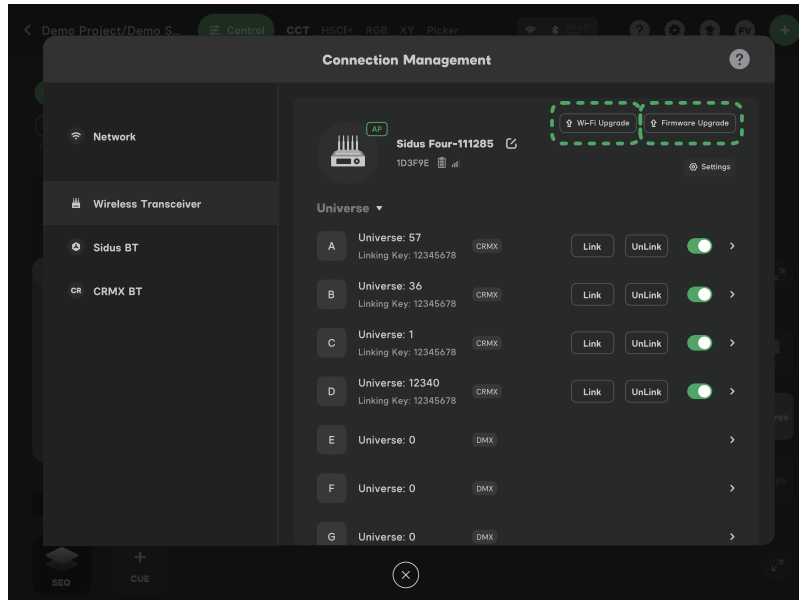 Demo Project/Demo S... Control CCT HSCI+ RGB XY Picker
FV
Connection Management
?
Network
Wireless Transceiver
Sidus BT
CR CRMX BT
AP
Sidus Four-111285
1D3F9E
Wi-Fi Upgrade
Firmware Upgrade
Settings
Universe
A Universe: 57 CRMX Link UnLink
Linking Key: 12345678
B Universe: 36 CRMX Link UnLink
Linking Key: 12345678
C Universe: 1 CRMX Link UnLink
Linking Key: 12345678
D Universe: 12340 CRMX Link UnLink
Linking Key: 12345678
E Universe: 0 DMX
F Universe: 0 DMX
G Universe: 0 DMX
SEQ
CUE